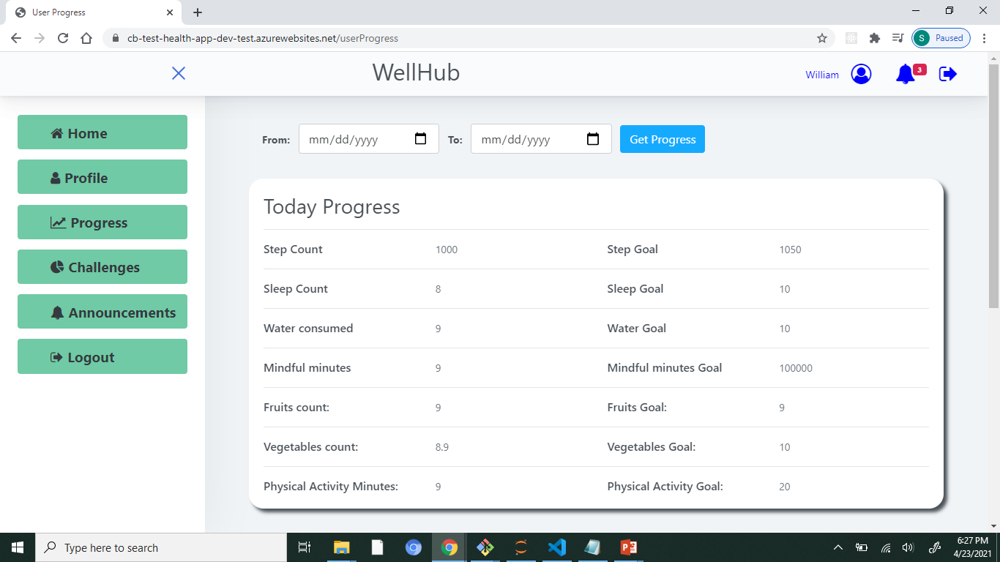 User Progress
cb-test-health-app-dev-test.azurewebsites.net/userProgress
S Paused
WellHub
William
3
Home
Profile
Progress
Challenges
Announcements
Logout
From: mm/dd/yyyy To: mm/dd/yyyy Get Progress
Today Progress
Step Count 1000 Step Goal 1050
Sleep Count 8 Sleep Goal 10
Water consumed 9 Water Goal 10
Mindful minutes 9 Mindful minutes Goal 100000
Fruits count: 9 Fruits Goal: 9
Vegetables count: 8.9 Vegetables Goal: 10
Physical Activity Minutes: 9 Physical Activity Goal: 20
Type here to search
6:27 PM
4/23/2021